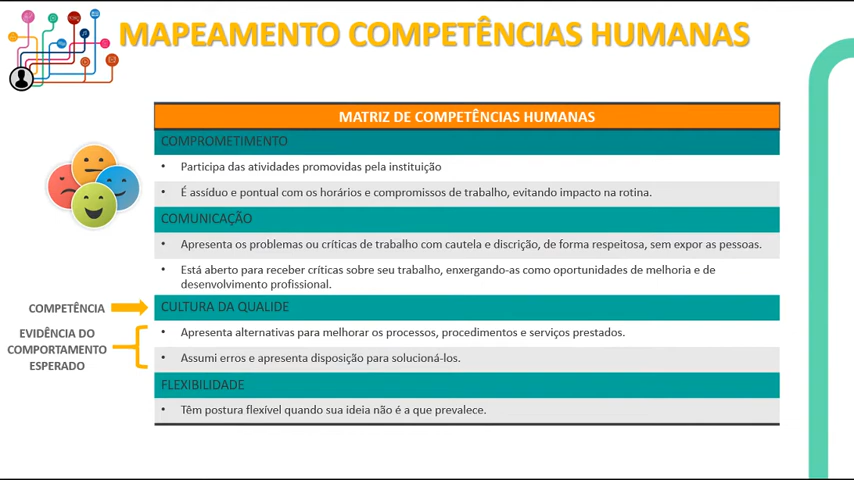 MAPEAMENTO COMPETÊNCIAS HUMANAS
MATRIZ DE COMPETÊNCIAS HUMANAS
COMPROMETIMENTO
• Participa das atividades promovidas pela instituição
• É assíduo e pontual com os horários e compromissos de trabalho, evitando impacto na rotina.
COMUNICAÇÃO
• Apresenta os problemas ou críticas de trabalho com cautela e discrição, de forma respeitosa, sem expor as pessoas.
• Está aberto para receber críticas sobre seu trabalho, enxergando-as como oportunidades de melhoria e de
desenvolvimento profissional.
COMPETÊNCIA
CULTURA DA QUALIDE
EVIDÊNCIA DO
COMPORTAMENTO
ESPERADO
• Apresenta alternativas para melhorar os processos, procedimentos e serviços prestados.
• Assumi erros e apresenta disposição para solucioná-los.
FLEXIBILIDADE
• Têm postura flexível quando sua ideia não é a que prevalece.